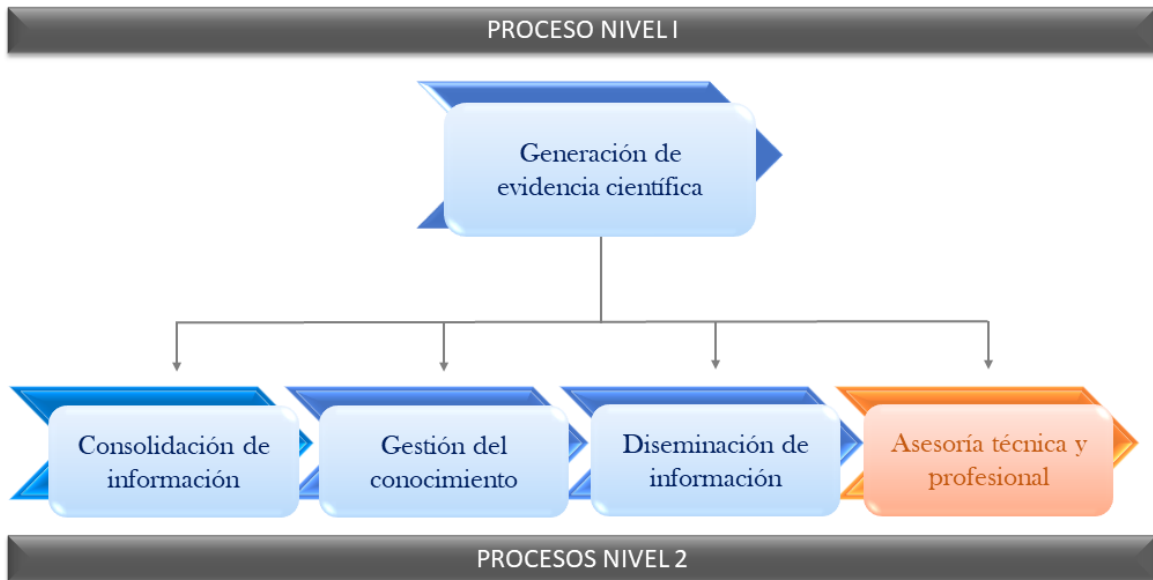 PROCESO NIVEL I
Generación de
evidencia científica
Consolidación de
información
Gestión del
conocimiento
Diseminación de
información
Asesoría técnica y
profesional
PROCESOS NIVEL 2